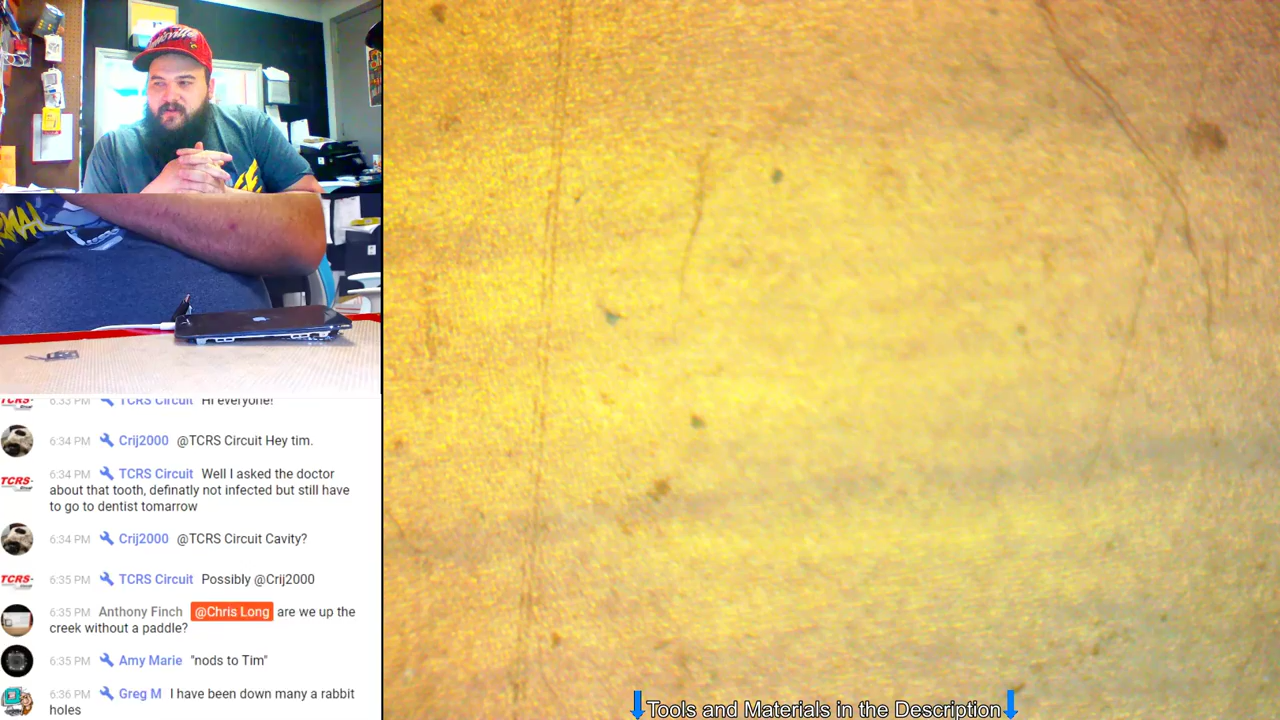 6:33 PM TCRS Circuit Hi everyone!
6:34 PM Crij2000 @TCRS Circuit Hey tim.
6:34 PM TCRS Circuit Well I asked the doctor
about that tooth, definatly not infected but still have
to go to dentist tomarrow
6:34 PM Crij2000 @TCRS Circuit Cavity?
6:35 PM TCRS Circuit Possibly @Crij2000
6:35 PM Anthony Finch @Chris Long are we up the
creek without a paddle?
6:35 PM Amy Marie "nods to Tim"
6:36 PM Greg M I have been down many a rabbit
holes
Tools and Materials in the Description